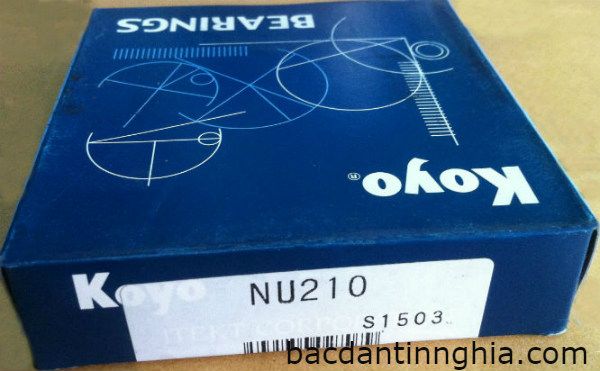 BEARINGS
Koyo®
Koyo
NU210
S1503
bacdantinnghia.com